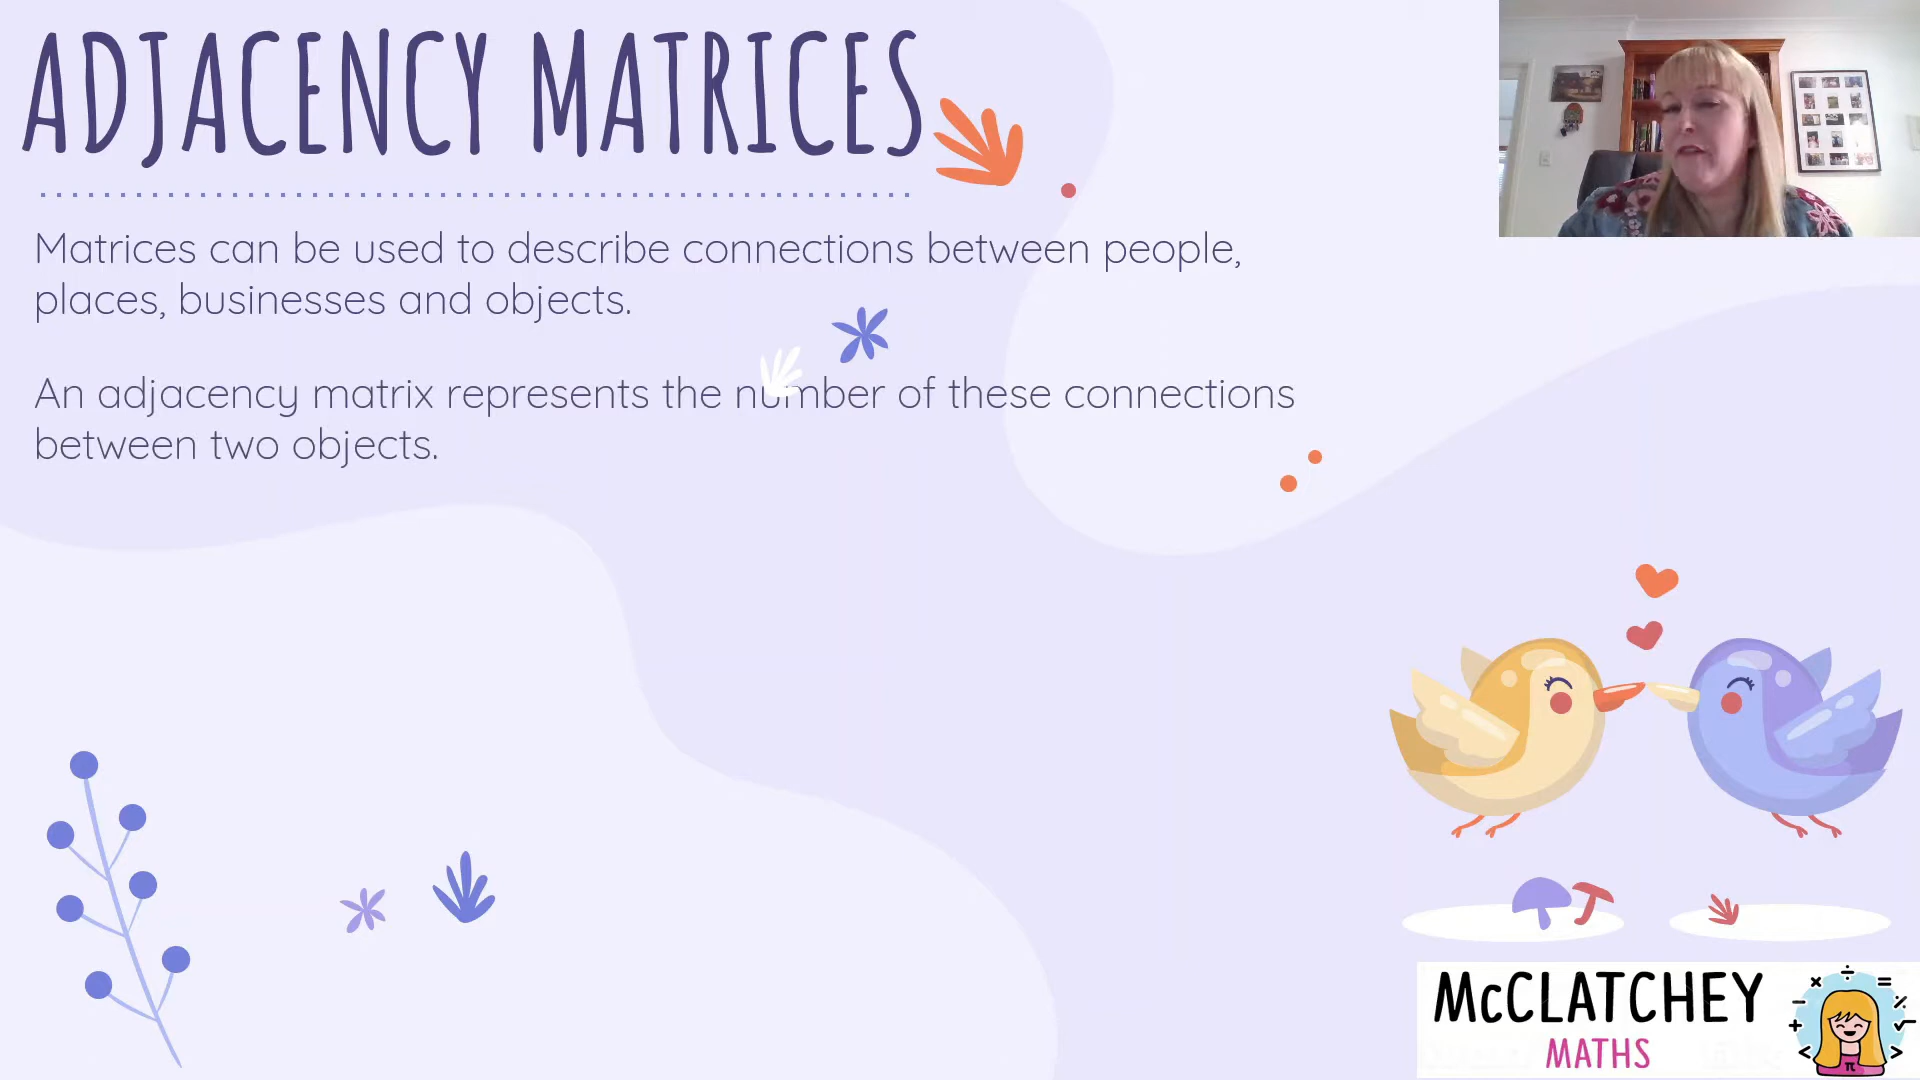 ADJACENCY MATRICES
Matrices can be used to describe connections between people,
places, businesses and objects.
An adjacency matrix represents the number of these connections
between two objects.
McCLATCHEY
MATHS